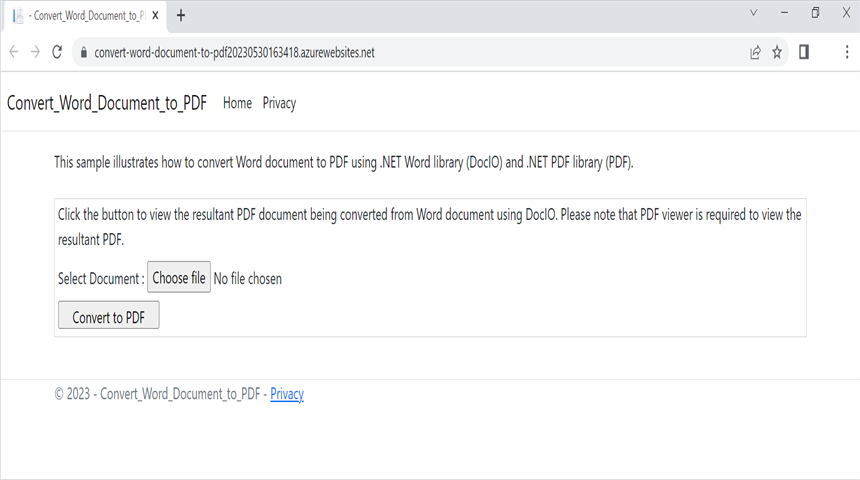 - Convert_Word_Document_to_P
convert-word-document-to-pdf20230530163418.azurewebsites.net
Convert_Word_Document_to_PDF Home Privacy
This sample illustrates how to convert Word document to PDF using .NET Word library (DocIO) and .NET PDF library (PDF).
Click the button to view the resultant PDF document being converted from Word document using DocIO. Please note that PDF viewer is required to view the
resultant PDF.
Select Document : Choose file No file chosen
Convert to PDF
© 2023 - Convert_Word_Document_to_PDF - Privacy